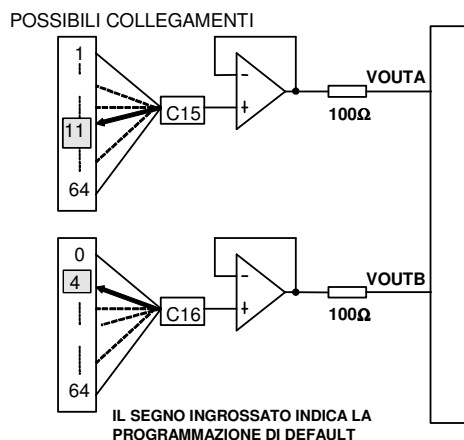 POSSIBILI COLLEGAMENTI
1
11
64
C15
-
+
VOUTA
100Ω
0
4
64
C16
-
+
VOUTB
100Ω
IL SEGNO INGROSSATO INDICA LA
PROGRAMMAZIONE DI DEFAULT